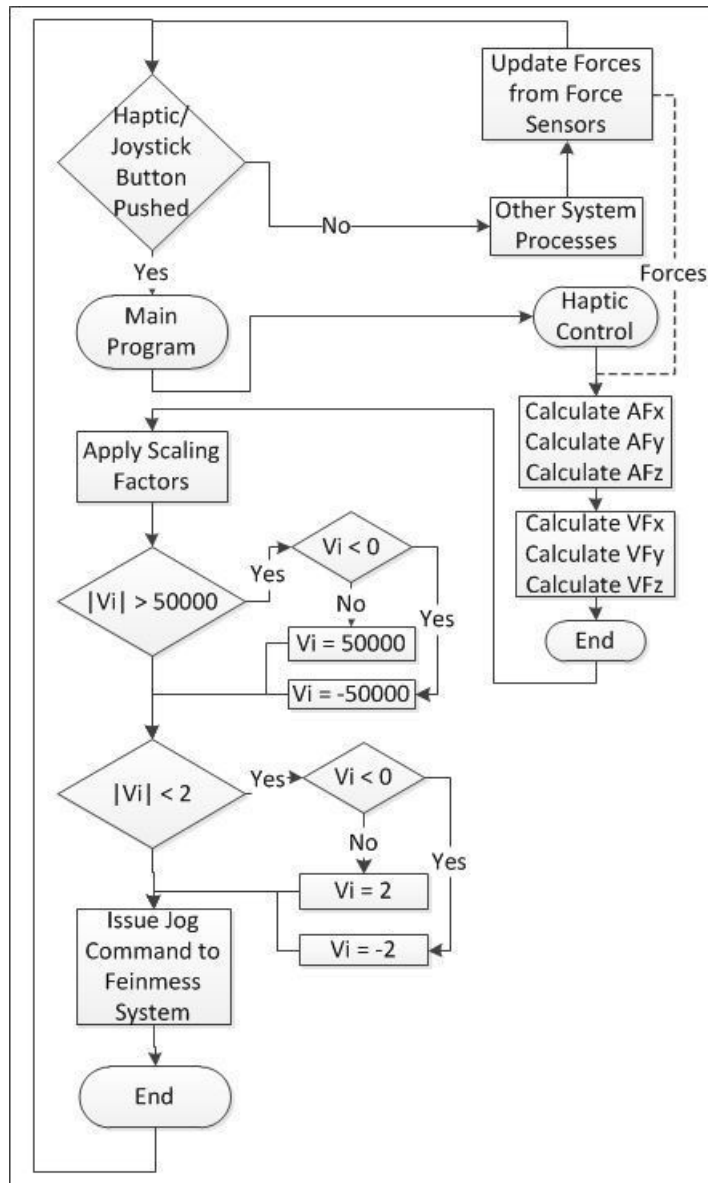 Haptic/
Joystick
Button
Pushed
Update Forces
from Force
Sensors
No
Other System
Processes
Yes
Forces
Main
Program
Haptic
Control
Calculate AFx
Calculate AFy
Calculate AFz
Calculate VFx
Calculate VFy
Calculate VFz
End
Apply Scaling
Factors
|Vi| > 50000
Yes
Vi < 0
No
Yes
Vi = 50000
Vi = -50000
|Vi| < 2
Yes
Vi < 0
No
Yes
Vi = 2
Vi = -2
Issue Jog
Command to
Feinmess
System
End